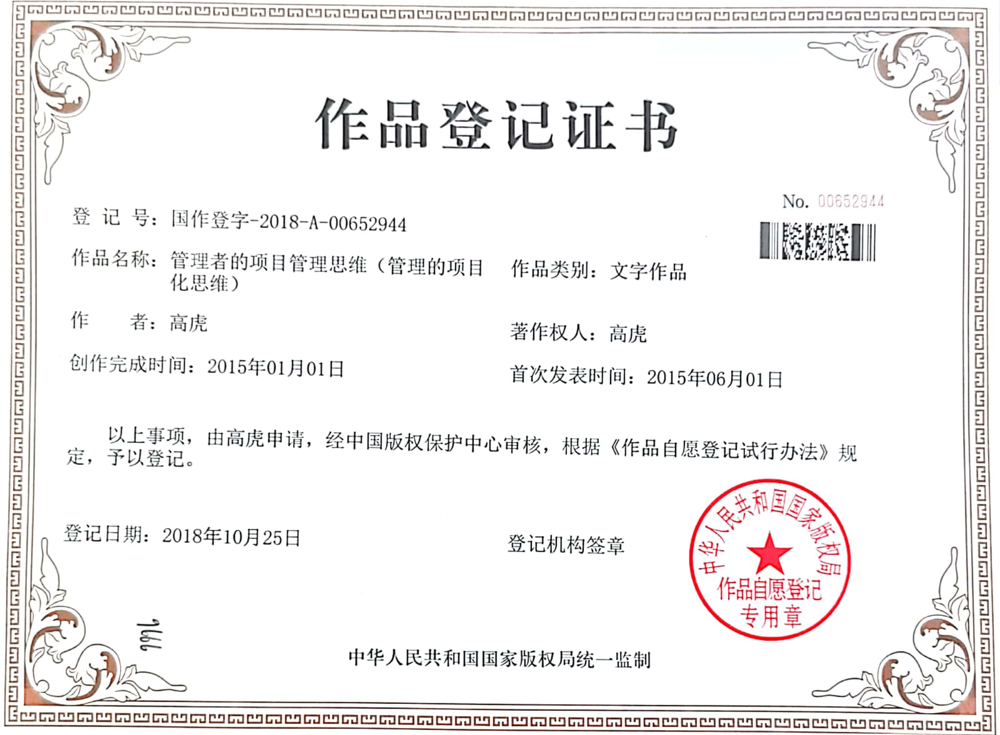 作品登记证书
No. 00652944
登 记 号：国作登字-2018-A-00652944
作品名称：管理者的项目管理思维（管理的项目
化思维）
作品类别：文字作品
作 者：高虎
著作权人：高虎
创作完成时间：2015年01月01日
首次发表时间：2015年06月01日
以上事项，由高虎申请，经中国版权保护中心审核，根据《作品自愿登记试行办法》规
定，予以登记。
登记日期：2018年10月25日
登记机构签章
中华人民共和国国家版权局
作品自愿登记
专用章
中华人民共和国国家版权局统一监制